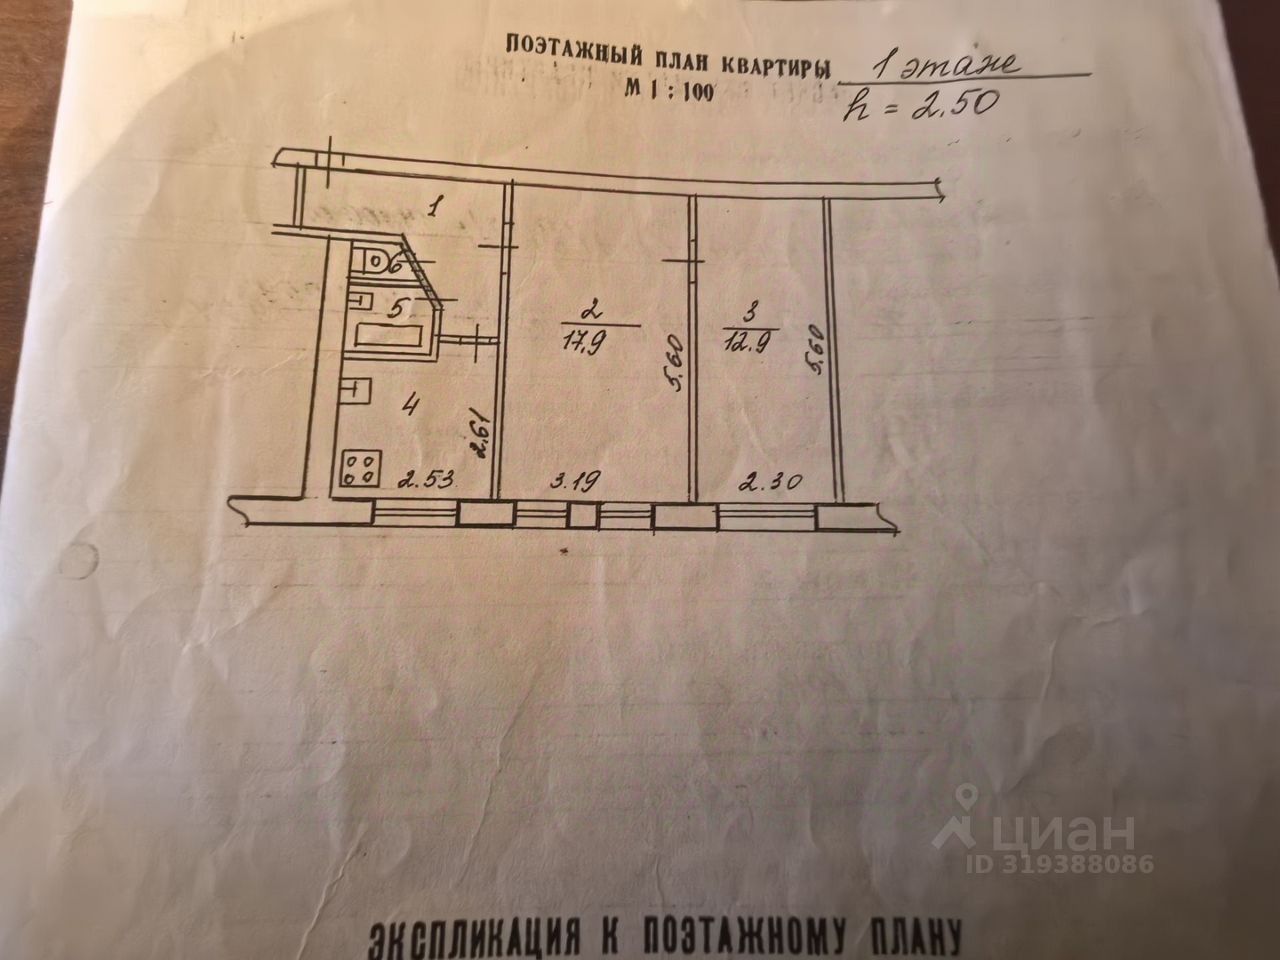 ПОЭТАЖНЫЙ ПЛАН КВАРТИРЫ 1 этаже
М 1 : 100
h = 2.50
1
6
5
2
17,9
3
12.9
5.60
5.60
4
2.61
2.53
3.19
2.30
циан
ID 319388086
ЭКСПЛИКАЦИЯ К ПОЭТАЖНОМУ ПЛАНУ